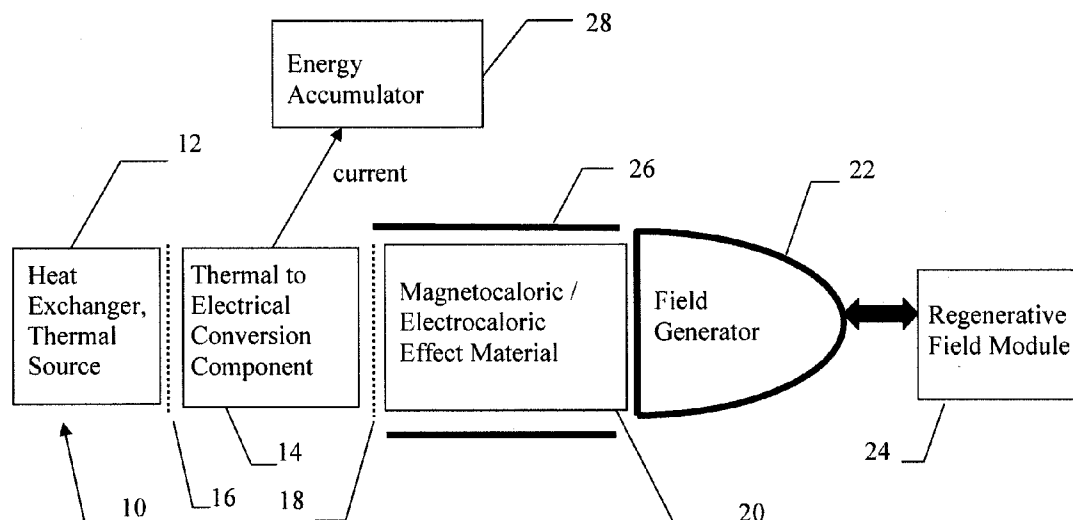 28
Energy
Accumulator
12
current
26
22
Heat
Exchanger,
Thermal
Source
Thermal to
Electrical
Conversion
Component
Magnetocaloric /
Electrocaloric
Effect Material
Field
Generator
Regenerative
Field Module
10
16
14
18
20
24